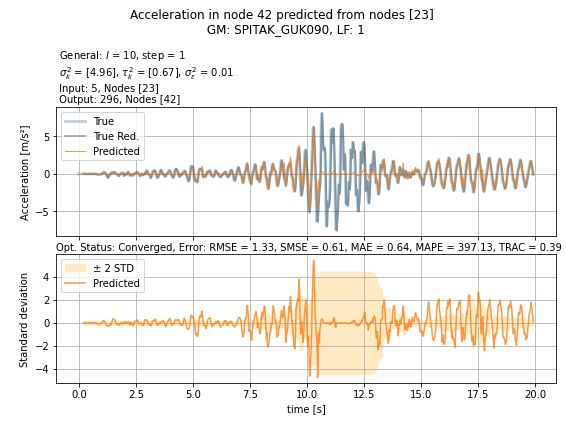 Acceleration in node 42 predicted from nodes [23]
GM: SPITAK_GUK090, LF: 1
General: l = 10, step = 1
σ²ₖ = [4.96], τ²ₖ = [0.67], σ²ₑ = 0.01
Input: 5, Nodes [23]
Output: 296, Nodes [42]
True
True Red.
Predicted
Acceleration [m/s²]
5
0
−5
Opt. Status: Converged, Error: RMSE = 1.33, SMSE = 0.61, MAE = 0.64, MAPE = 397.13, TRAC = 0.39
± 2 STD
Predicted
Standard deviation
4
2
0
−2
−4
0.0 2.5 5.0 7.5 10.0 12.5 15.0 17.5 20.0
time [s]